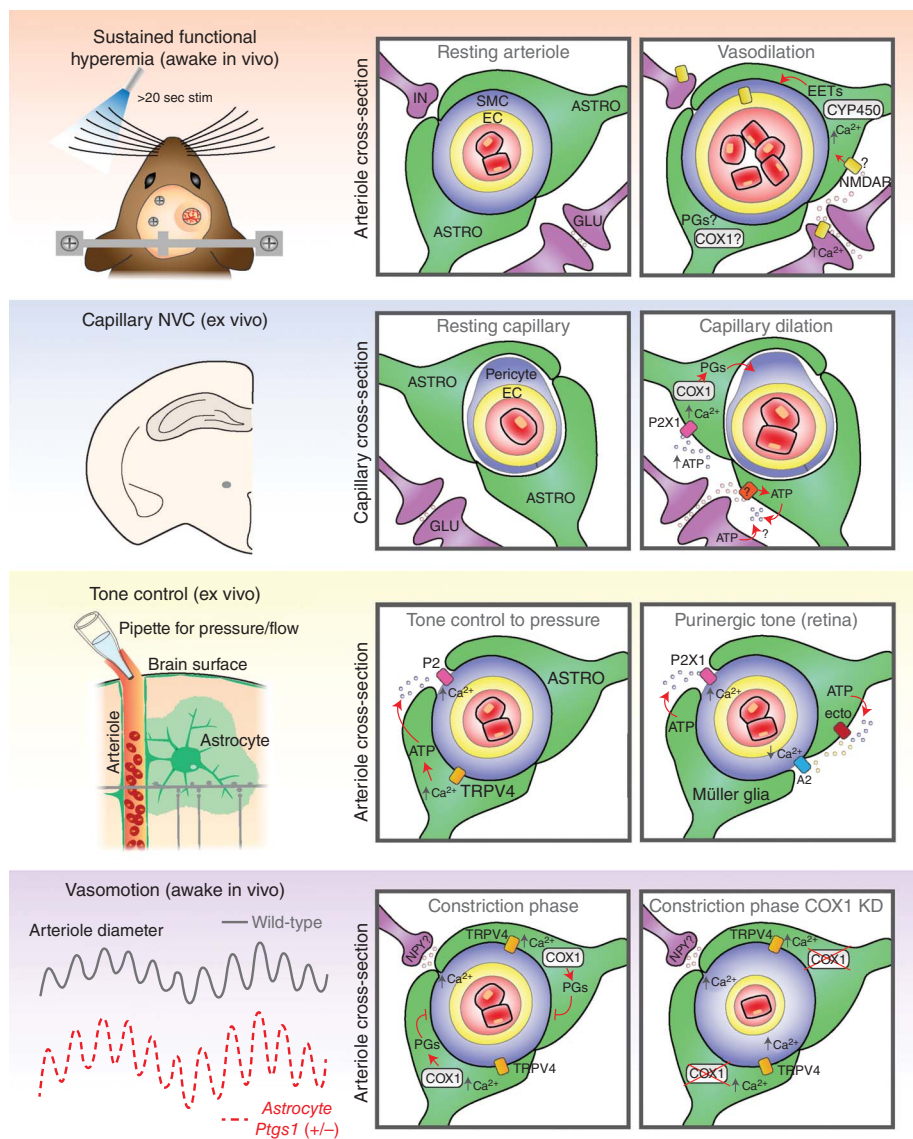 Sustained functional
hyperemia (awake in vivo)
>20 sec stim
Arteriole cross-section
Resting arteriole
IN
SMC
EC
ASTRO
ASTRO
GLU
Vasodilation
EETs
CYP450
↑Ca2+
?
NMDAR
PGs?
COX1?
↑Ca2+
Capillary NVC (ex vivo)
Capillary cross-section
Resting capillary
ASTRO
Pericyte
EC
ASTRO
GLU
Capillary dilation
PGs
COX1
↑Ca2+
P2X1
↑ATP
?
ATP
ATP
?
Tone control (ex vivo)
Pipette for pressure/flow
Brain surface
Arteriole
Astrocyte
Arteriole cross-section
Tone control to pressure
P2
↑Ca2+
ASTRO
ATP
↑Ca2+
TRPV4
Purinergic tone (retina)
P2X1
↑Ca2+
ATP
ATP
ecto
↓Ca2+
A2
Müller glia
Vasomotion (awake in vivo)
Arteriole diameter
Wild-type
Astrocyte
Ptgs1 (+/–)
Arteriole cross-section
Constriction phase
NPY?
TRPV4
↑Ca2+
COX1
↑Ca2+
PGs
PGs
COX1
↑Ca2+
TRPV4
Constriction phase COX1 KD
NPY?
TRPV4
↑Ca2+
COX1
↑Ca2+
↑Ca2+
COX1
↑Ca2+
TRPV4